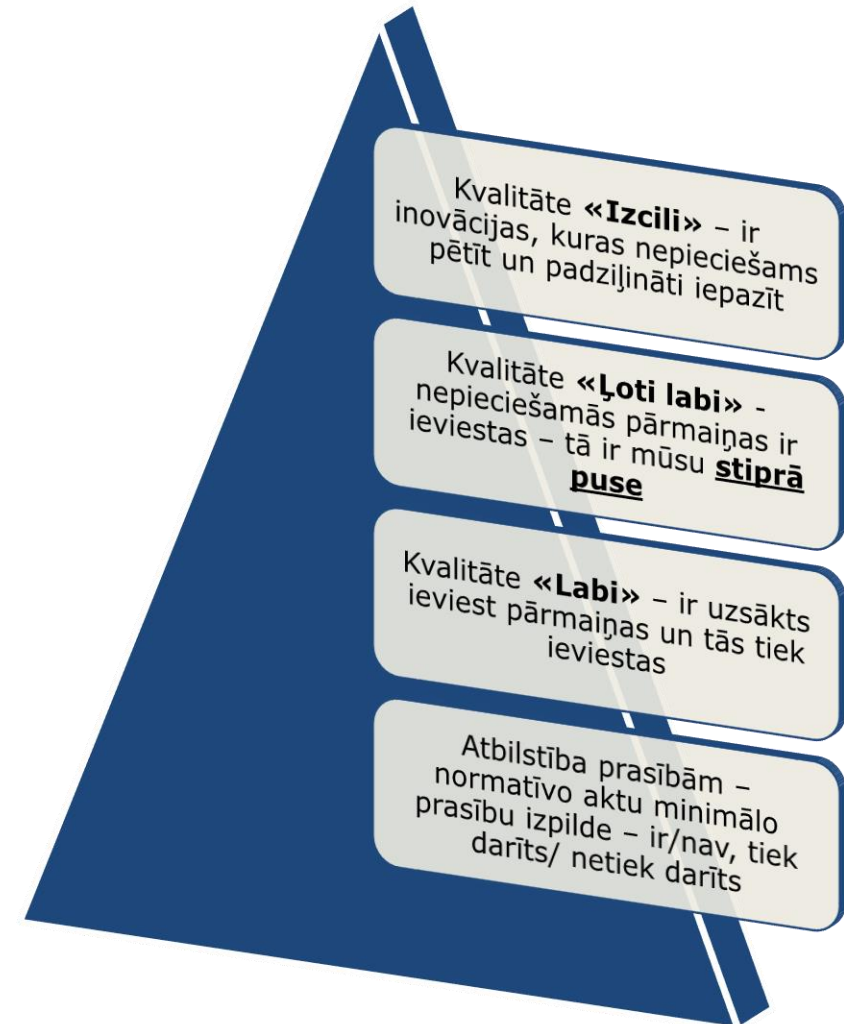 Kvalitāte «Izcili» – ir
inovācijas, kuras nepieciešams
pētīt un padziļināti iepazīt
Kvalitāte «Ļoti labi» -
nepieciešamās pārmaiņas ir
ieviestas – tā ir mūsu stiprā
puse
Kvalitāte «Labi» – ir uzsākts
ieviest pārmaiņas un tās tiek
ieviestas
Atbilstība prasībām –
normatīvo aktu minimālo
prasību izpilde – ir/nav, tiek
darīts/ netiek darīts